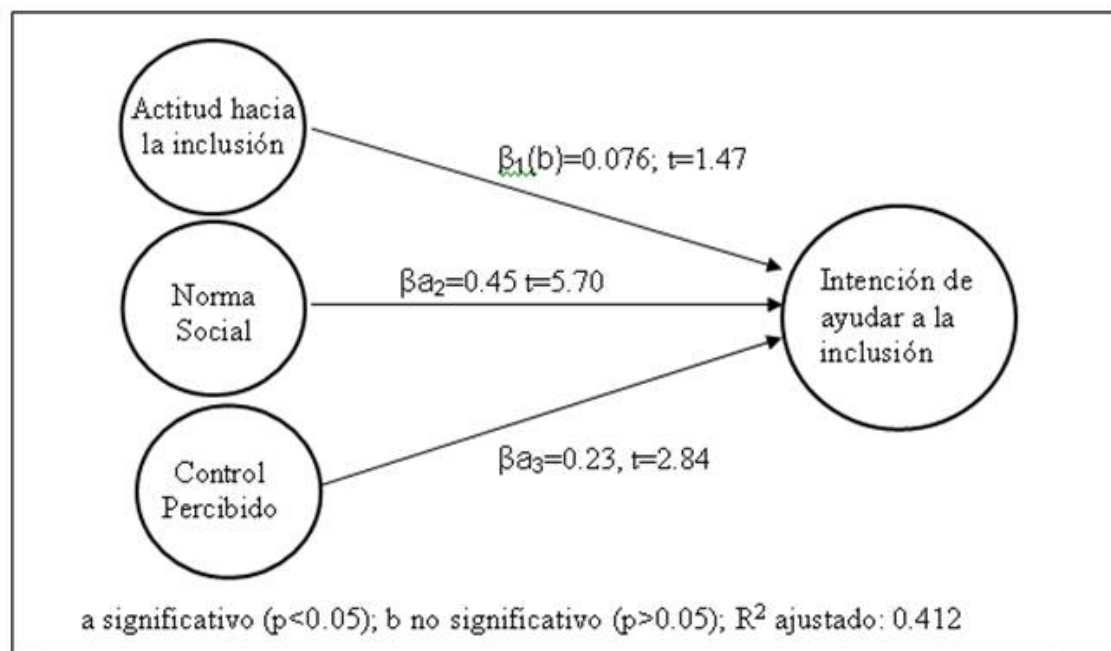 Actitud hacia
la inclusión
β₁(b)=0.076; t=1.47
Norma
Social
βa₂=0.45 t=5.70
Intención de
ayudar a la
inclusión
Control
Percibido
βa₃=0.23, t=2.84
a significativo (p<0.05); b no significativo (p>0.05); R² ajustado: 0.412